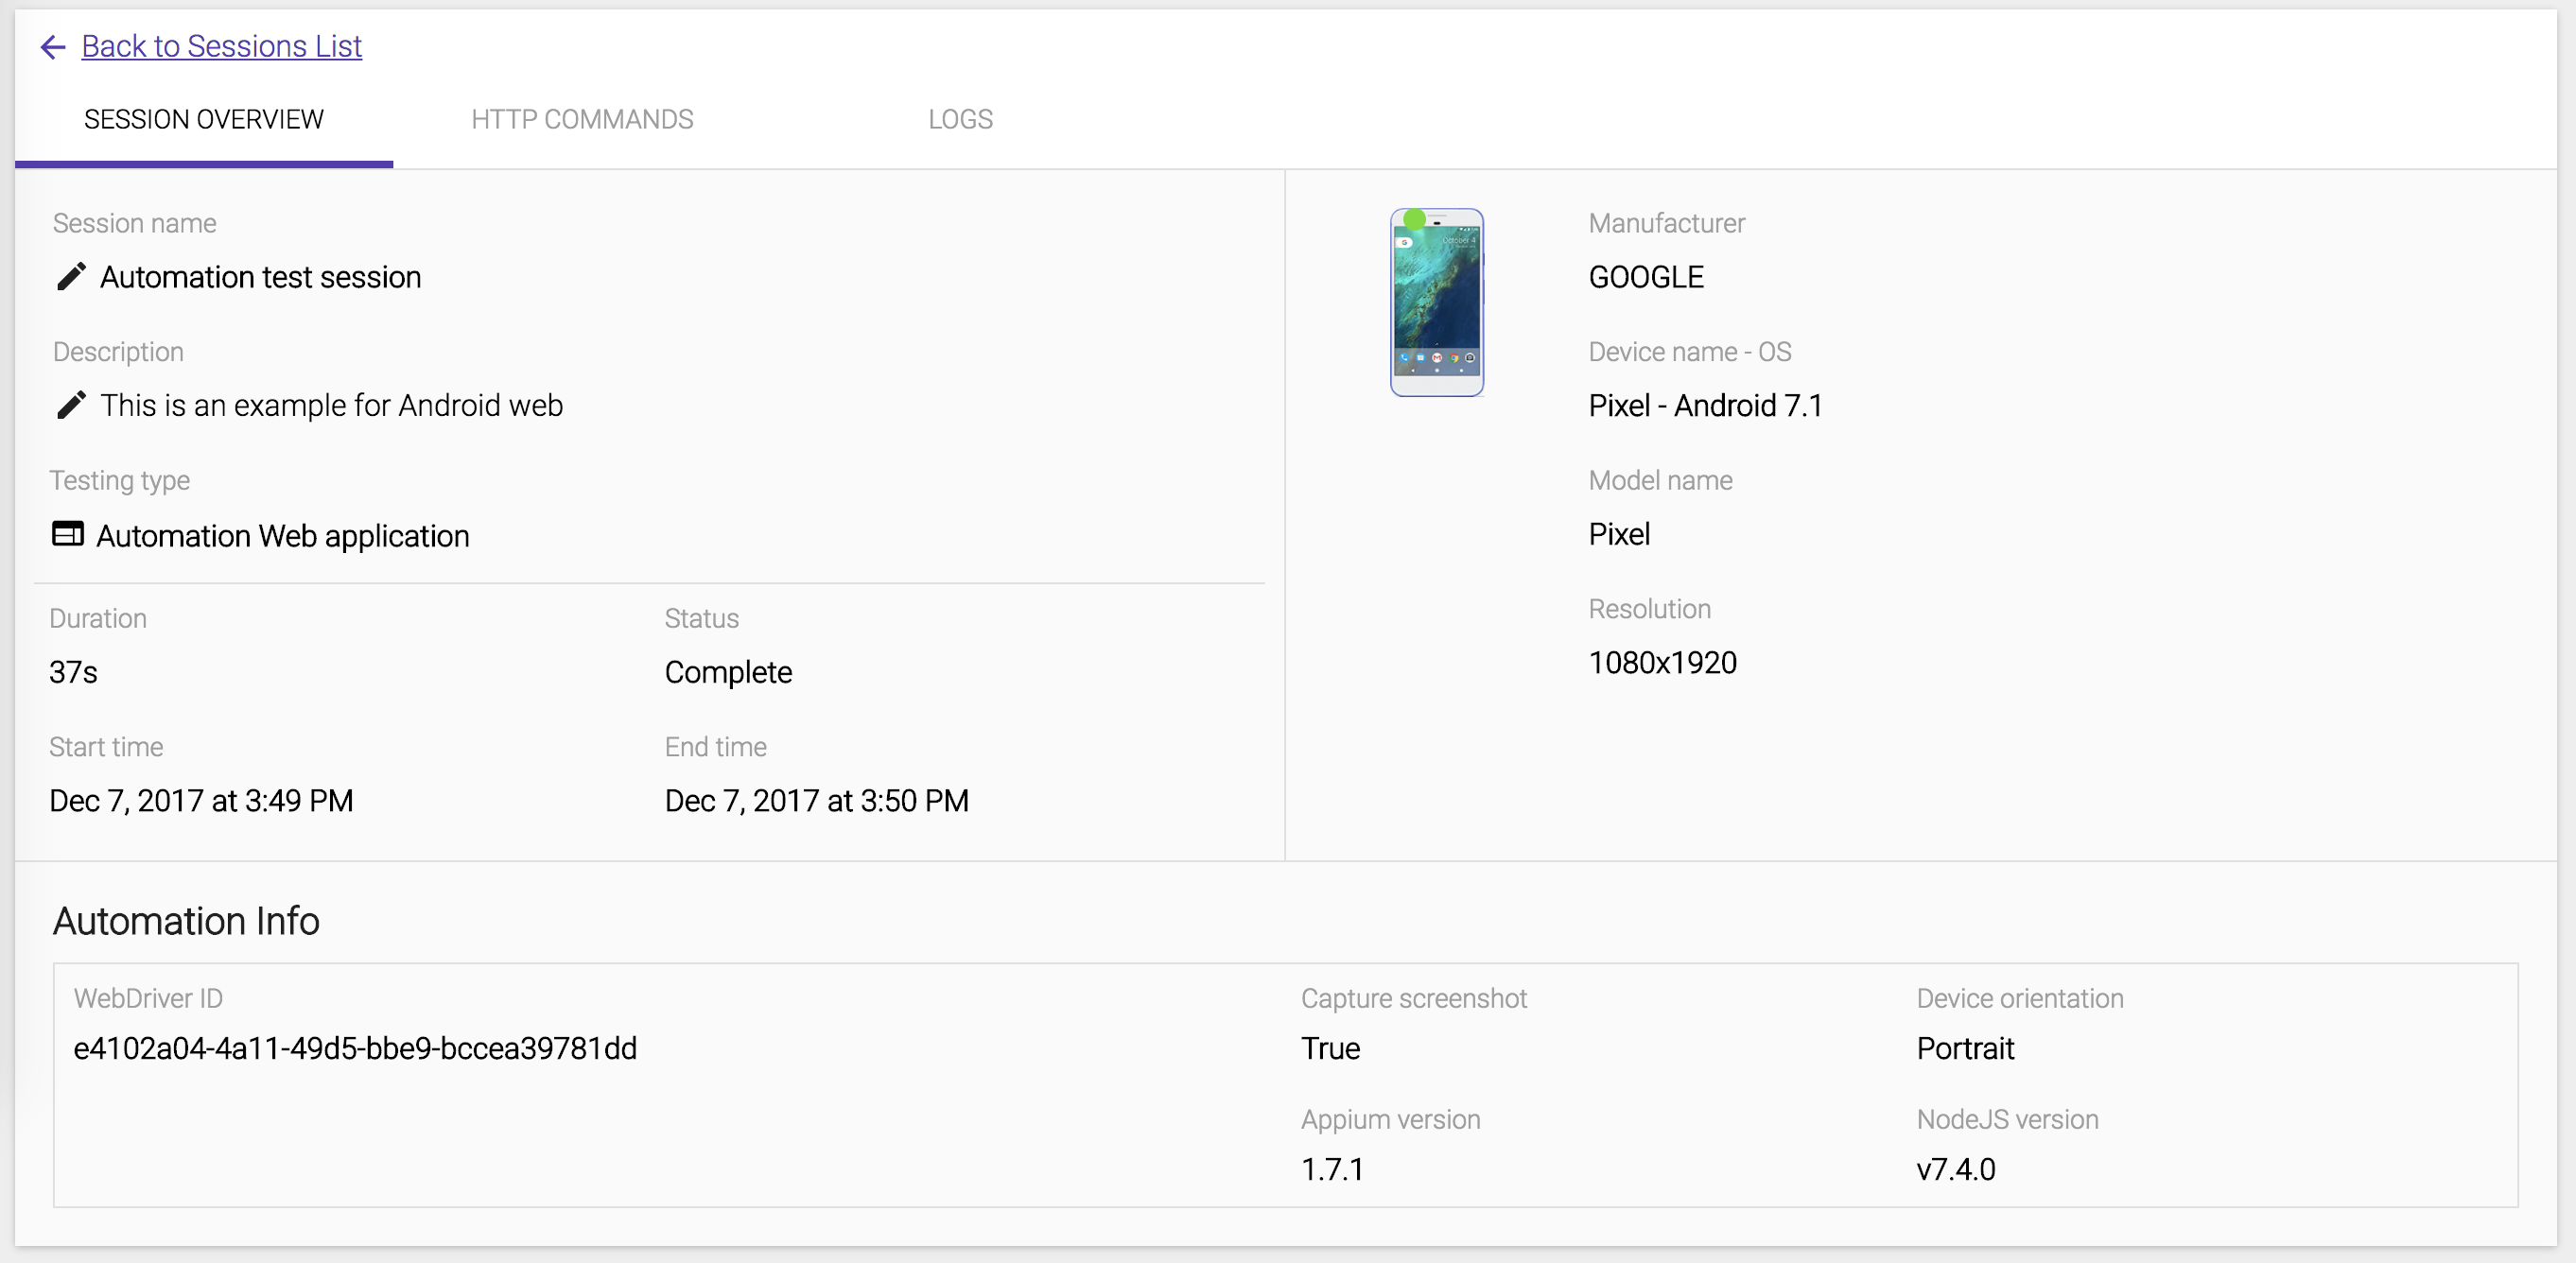 Back to Sessions List
SESSION OVERVIEW
HTTP COMMANDS
LOGS
Session name
Automation test session
Description
This is an example for Android web
Testing type
Automation Web application
Duration
37s
Status
Complete
Start time
Dec 7, 2017 at 3:49 PM
End time
Dec 7, 2017 at 3:50 PM
October 4
Manufacturer
GOOGLE
Device name - OS
Pixel - Android 7.1
Model name
Pixel
Resolution
1080x1920
Automation Info
WebDriver ID
e4102a04-4a11-49d5-bbe9-bccea39781dd
Capture screenshot
True
Device orientation
Portrait
Appium version
1.7.1
NodeJS version
v7.4.0